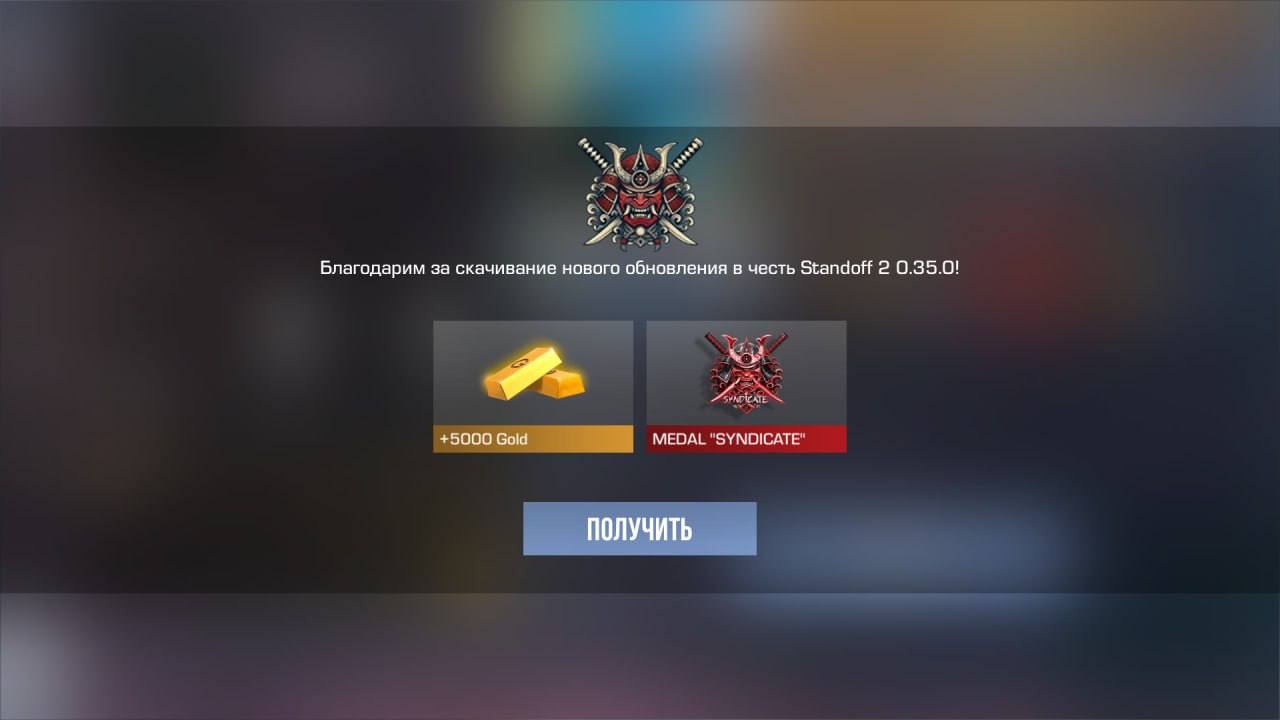 Благодарим за скачивание нового обновления в честь Standoff 2 0.35.0!
SYNDICATE
+5000 Gold
MEDAL "SYNDICATE"
ПОЛУЧИТЬ